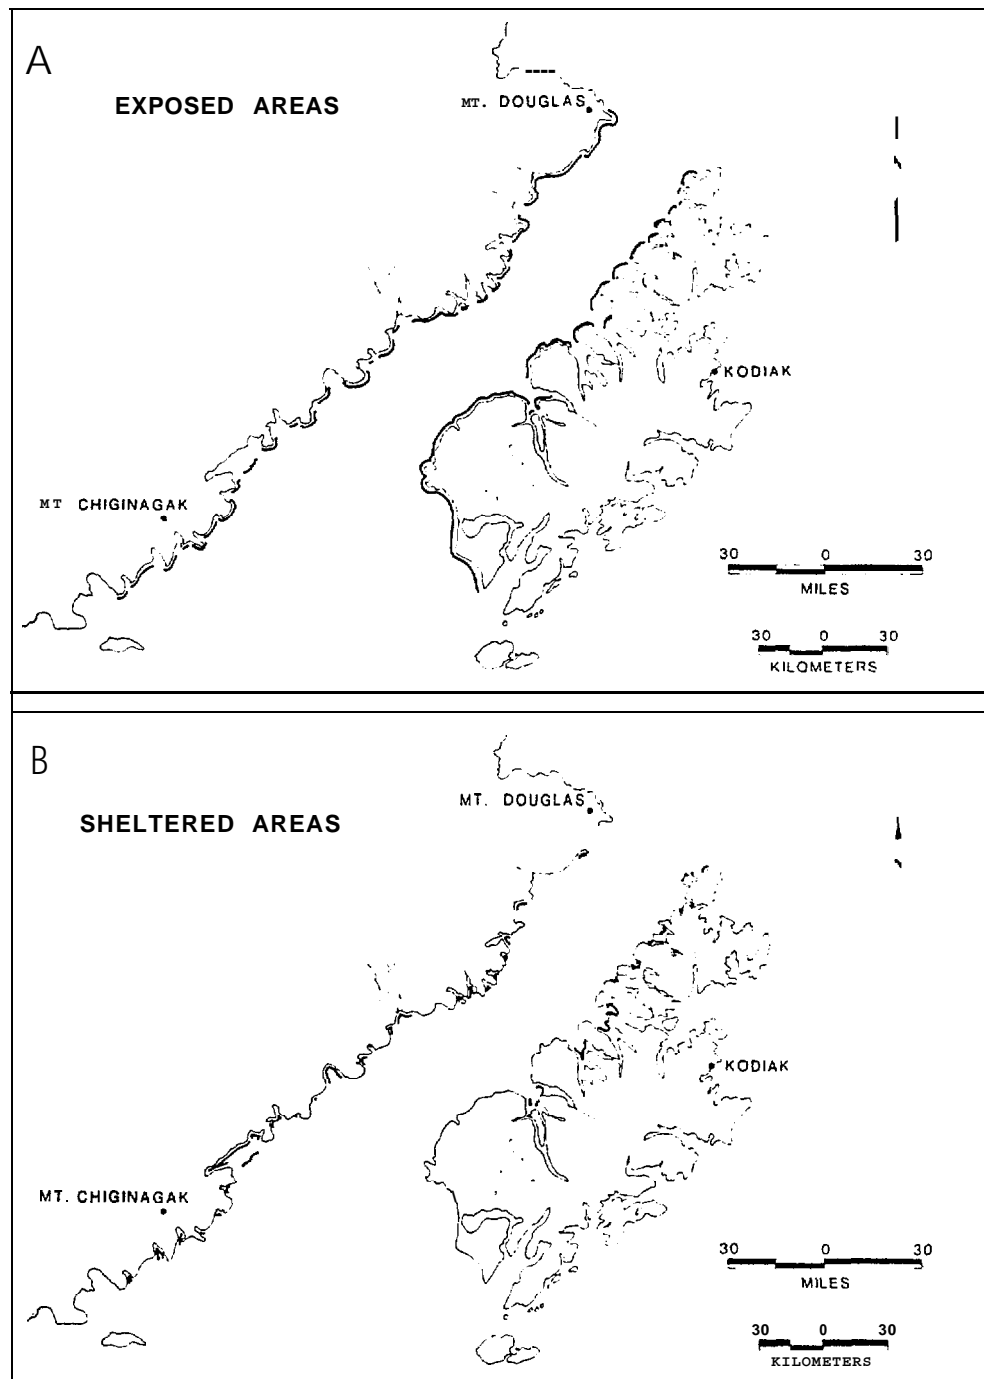 A
EXPOSED AREAS
MT. DOUGLAS
KODIAK
MT CHIGINAGAK
30 0 30
MILES
30 0 30
KILOMETERS
B
MT. DOUGLAS
SHELTERED AREAS
KODIAK
MT. CHIGINAGAK
30 0 30
MILES
30 0 30
KILOMETERS